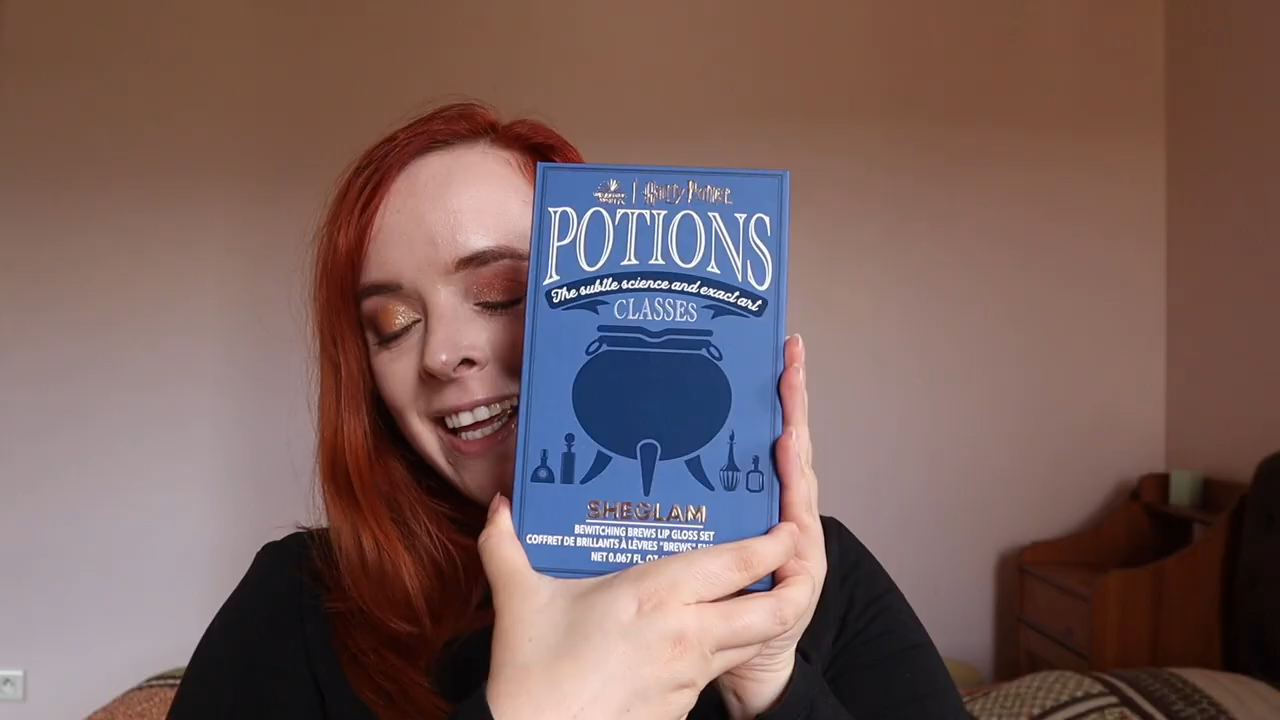 Harry Potter
POTIONS
The subtle science and exact art
CLASSES
SHEGLAM
BEWITCHING BREWS LIP GLOSS SET
COFFRET DE BRILLANTS À LÈVRES "BREWS"
NET 0.067 FL. OZ